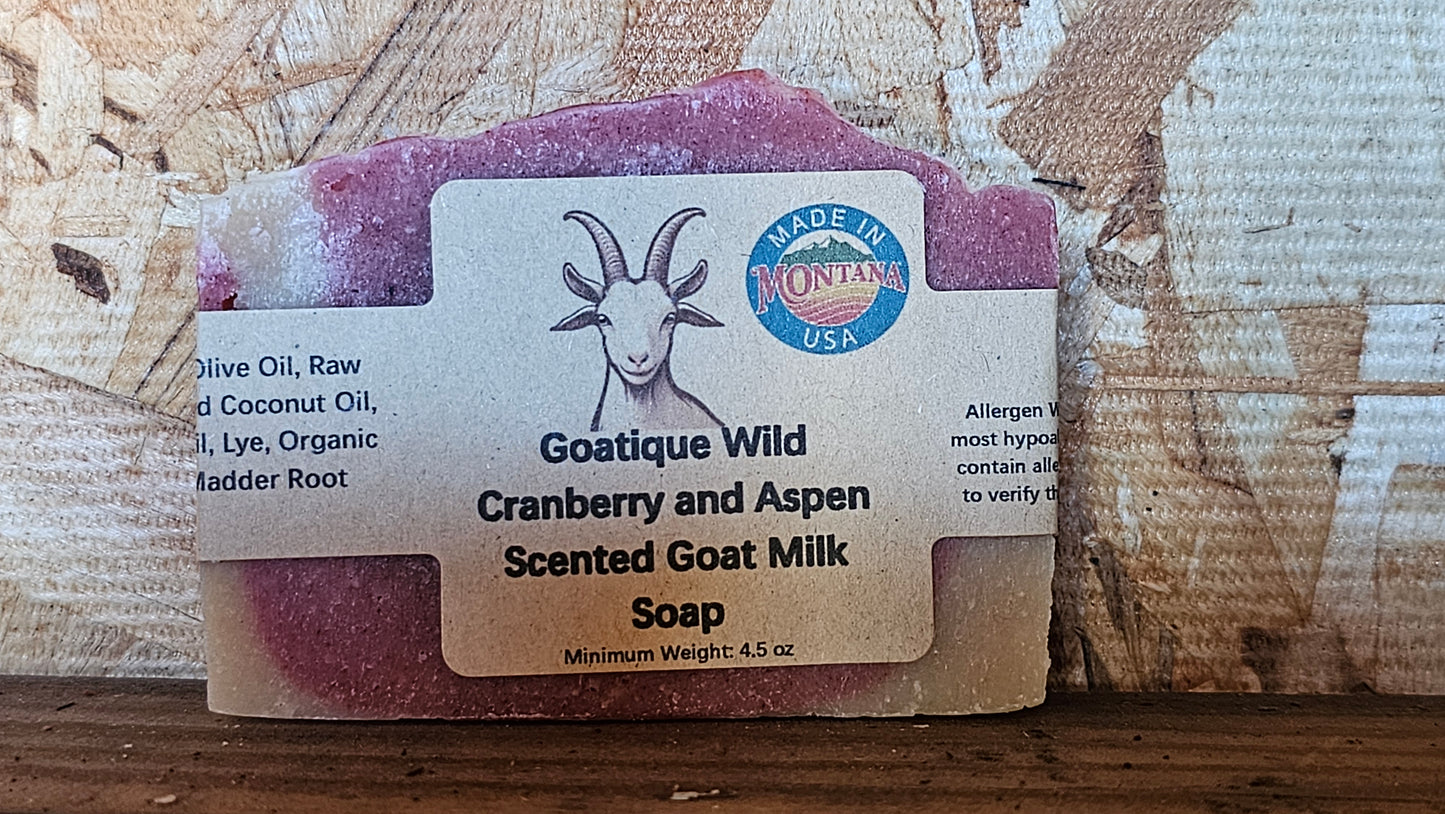 MADE IN
MONTANA
USA
Olive Oil, Raw
d Coconut Oil,
il, Lye, Organic
Madder Root
Goatique Wild
Cranberry and Aspen
Scented Goat Milk
Soap
Minimum Weight: 4.5 oz
Allergen W
most hypoa
contain alle
to verify th